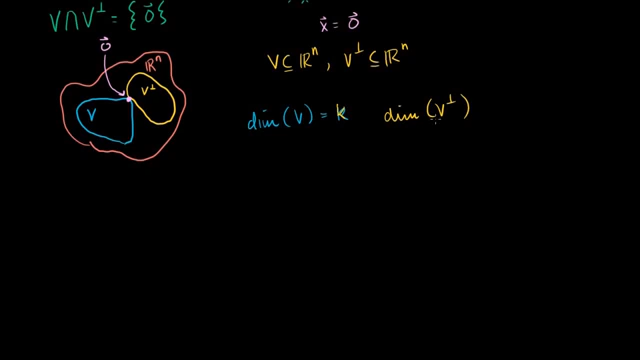 V ∩ V⊥ = { 0⃗ }
x⃗ = 0⃗
0⃗
ℝⁿ
V ⊆ ℝⁿ , V⊥ ⊆ ℝⁿ
V⊥
V
dim (V) = k dim (V⊥)